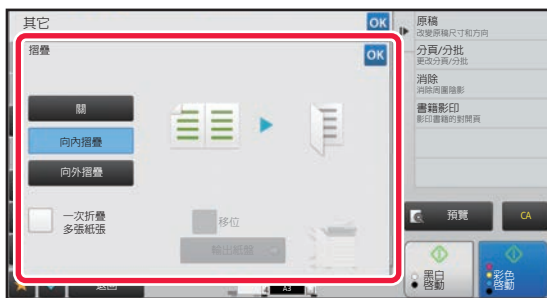 其它
OK
摺疊
OK
關
向內摺疊
向外摺疊
一次折疊
多張紙張
移位
輸出紙盤
返回
4
A3
原稿
改變原稿尺寸和方向
分頁/分批
更改分頁/分批
消除
消除周圍陰影
書籍影印
影印書籍的對開頁
預覽
CA
黑白
啓動
彩色
啓動